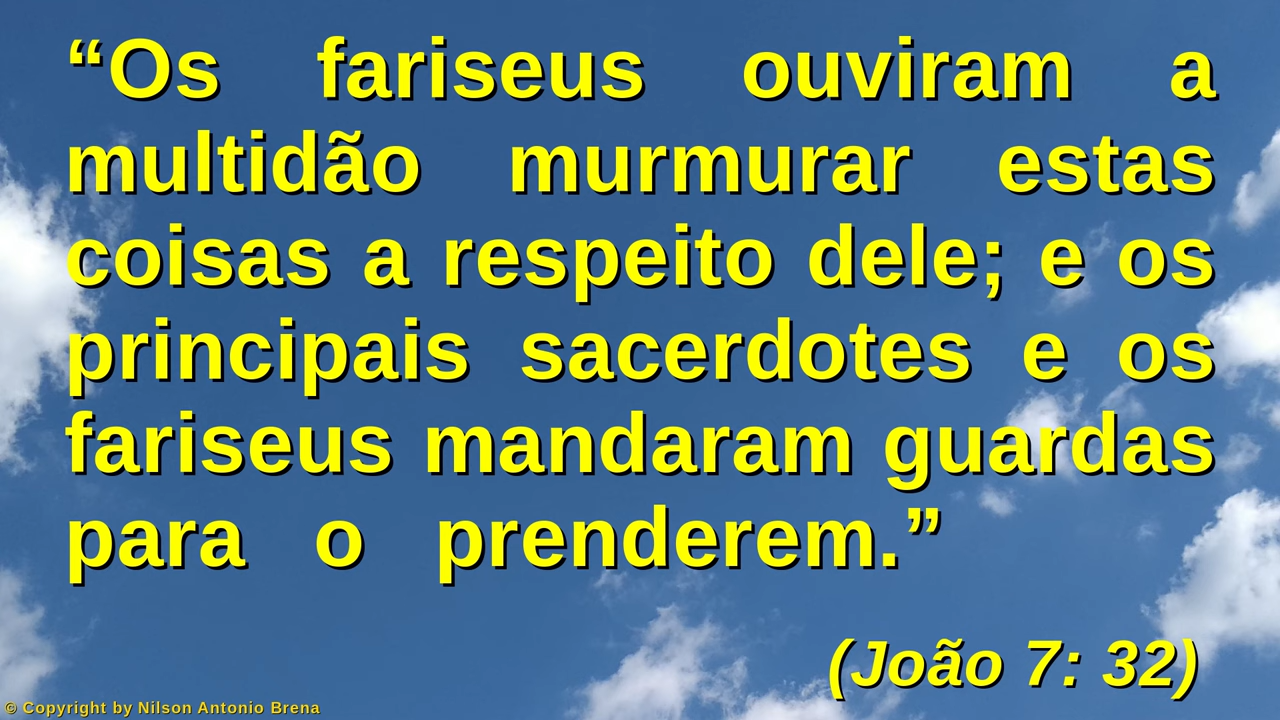 “Os fariseus ouviram a
multidão murmurar estas
coisas a respeito dele; e os
principais sacerdotes e os
fariseus mandaram guardas
para o prenderem.”
(João 7: 32)
© Copyright by Nilson Antonio Brena